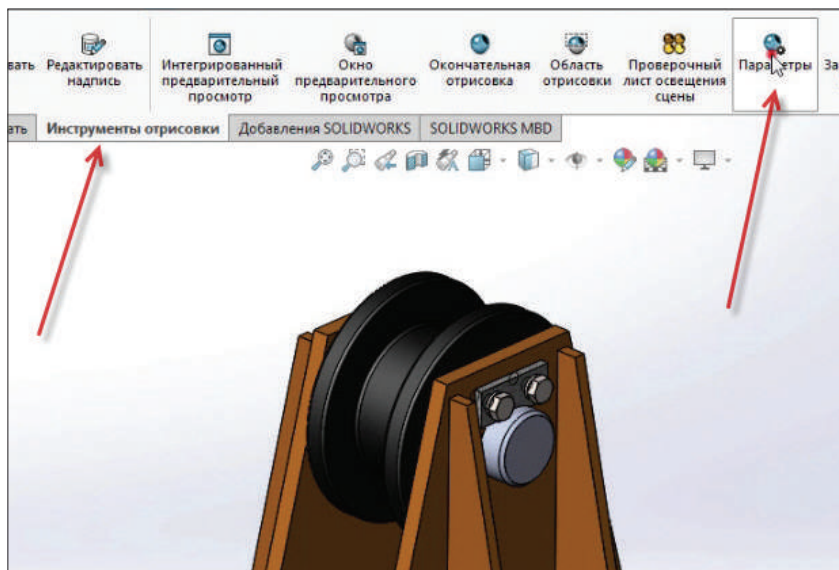 вать Редактировать Интегрированный Окно Окончательная Область Проверочный Параметры За
надпись предварительный предварительного отрисовка отрисовки лист освещения
просмотр просмотра сцены
ть Инструменты отрисовки Добавления SOLIDWORKS SOLIDWORKS MBD